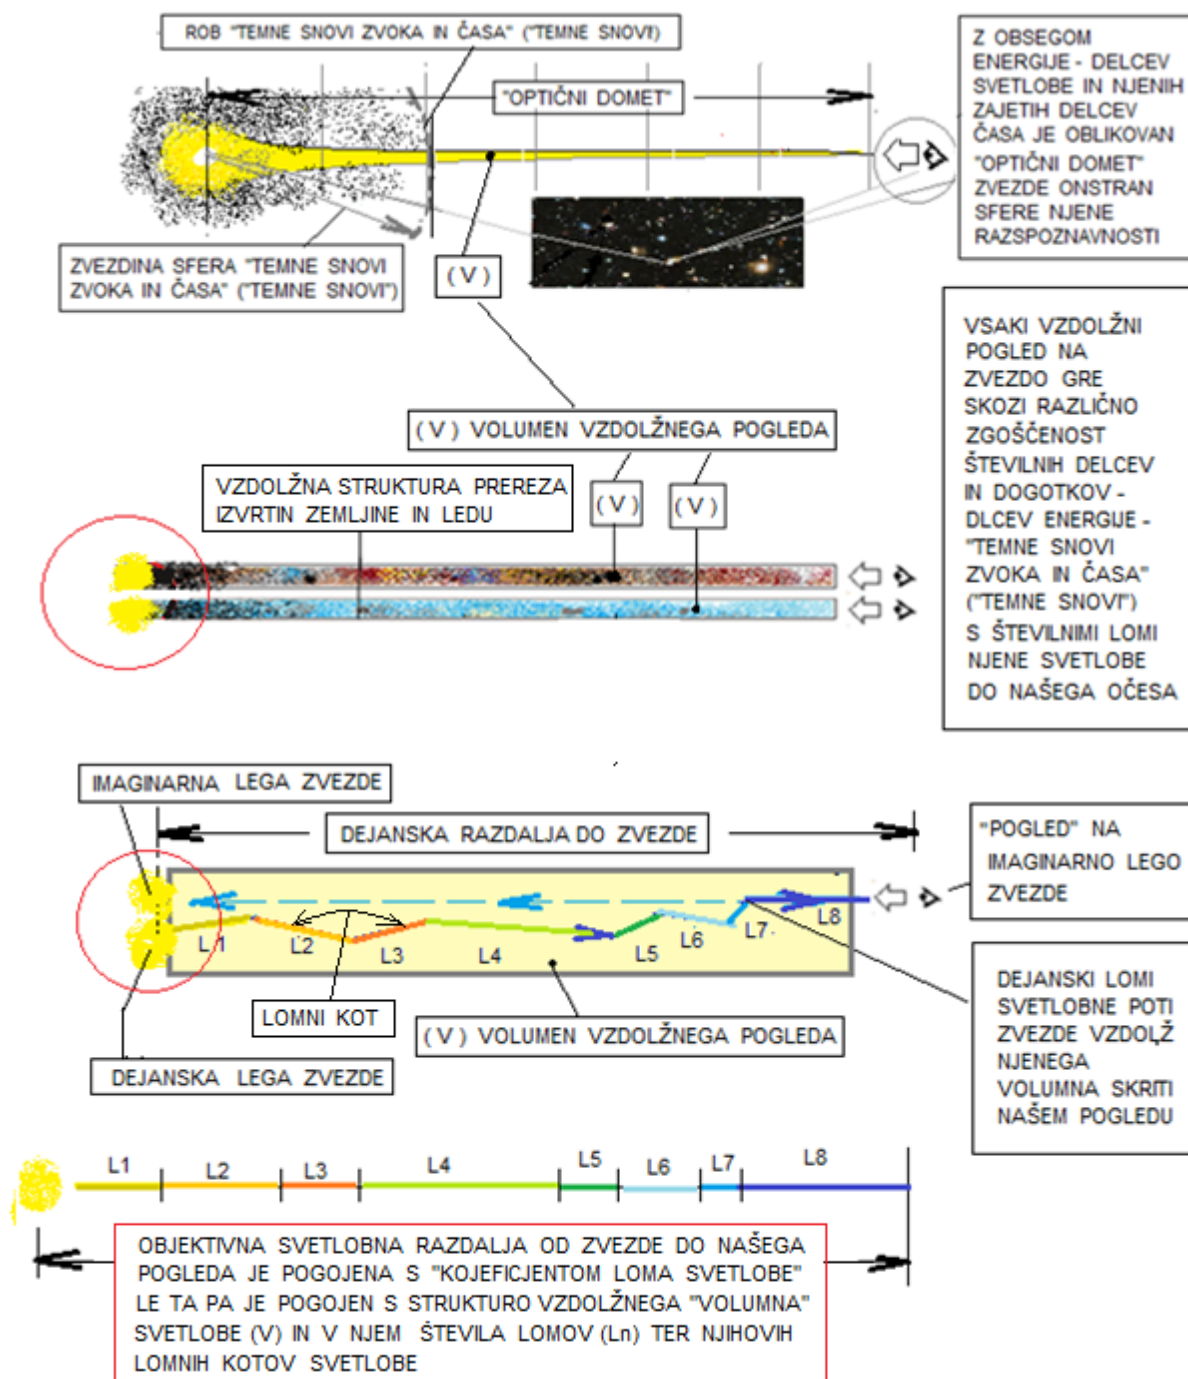 ROB "TEMNE SNOVI ZVOKA IN ČASA" ("TEMNE SNOVI!)
"OPTIČNI DOMET"
Z OBSEGOM
ENERGIJE - DELCEV
SVETLOBE IN NJENIH
ZAJETIH DELCEV
ČASA JE OBLIKOVAN
"OPTIČNI DOMET"
ZVEZDE ONSTRAN
SFERE NJENE
RAZSPOZNAVNOSTI
ZVEZDINA SFERA "TEMNE SNOVI
ZVOKA IN ČASA" ("TEMNE SNOVI")
( V )
VSAKI VZDOLŽNI
POGLED NA
ZVEZDO GRE
SKOZI RAZLIČNO
ZGOŠČENOST
ŠTEVILNIH DELCEV
IN DOGOTKOV -
DLCEV ENERGIJE -
"TEMNE SNOVI
ZVOKA IN ČASA"
("TEMNE SNOVI")
S ŠTEVILNIMI LOMI
NJENE SVETLOBE
DO NAŠEGA OČESA
( V ) VOLUMEN VZDOLŽNEGA POGLEDA
VZDOLŽNA STRUKTURA PREREZA
IZVRTIN ZEMLJINE IN LEDU
( V )
( V )
IMAGINARNA LEGA ZVEZDE
DEJANSKA RAZDALJA DO ZVEZDE
"POGLED" NA
IMAGINARNO LEGO
ZVEZDE
L 1
L2
L3
L4
L5
L6
L7
L8
LOMNI KOT
( V ) VOLUMEN VZDOLŽNEGA POGLEDA
DEJANSKA LEGA ZVEZDE
DEJANSKI LOMI
SVETLOBNE POTI
ZVEZDE VZDOLŽ
NJENEGA
VOLUMNA SKRITI
NAŠEM POGLEDU
L1
L2
L3
L4
L5
L6
L7
L8
OBJEKTIVNA SVETLOBNA RAZDALJA OD ZVEZDE DO NAŠEGA
POGLEDA JE POGOJENA S "KOJEFICJENTOM LOMA SVETLOBE"
LE TA PA JE POGOJEN S STRUKTURO VZDOLŽNEGA "VOLUMNA"
SVETLOBE (V) IN V NJEM ŠTEVILA LOMOV (Ln) TER NJIHOVIH
LOMNIH KOTOV SVETLOBE